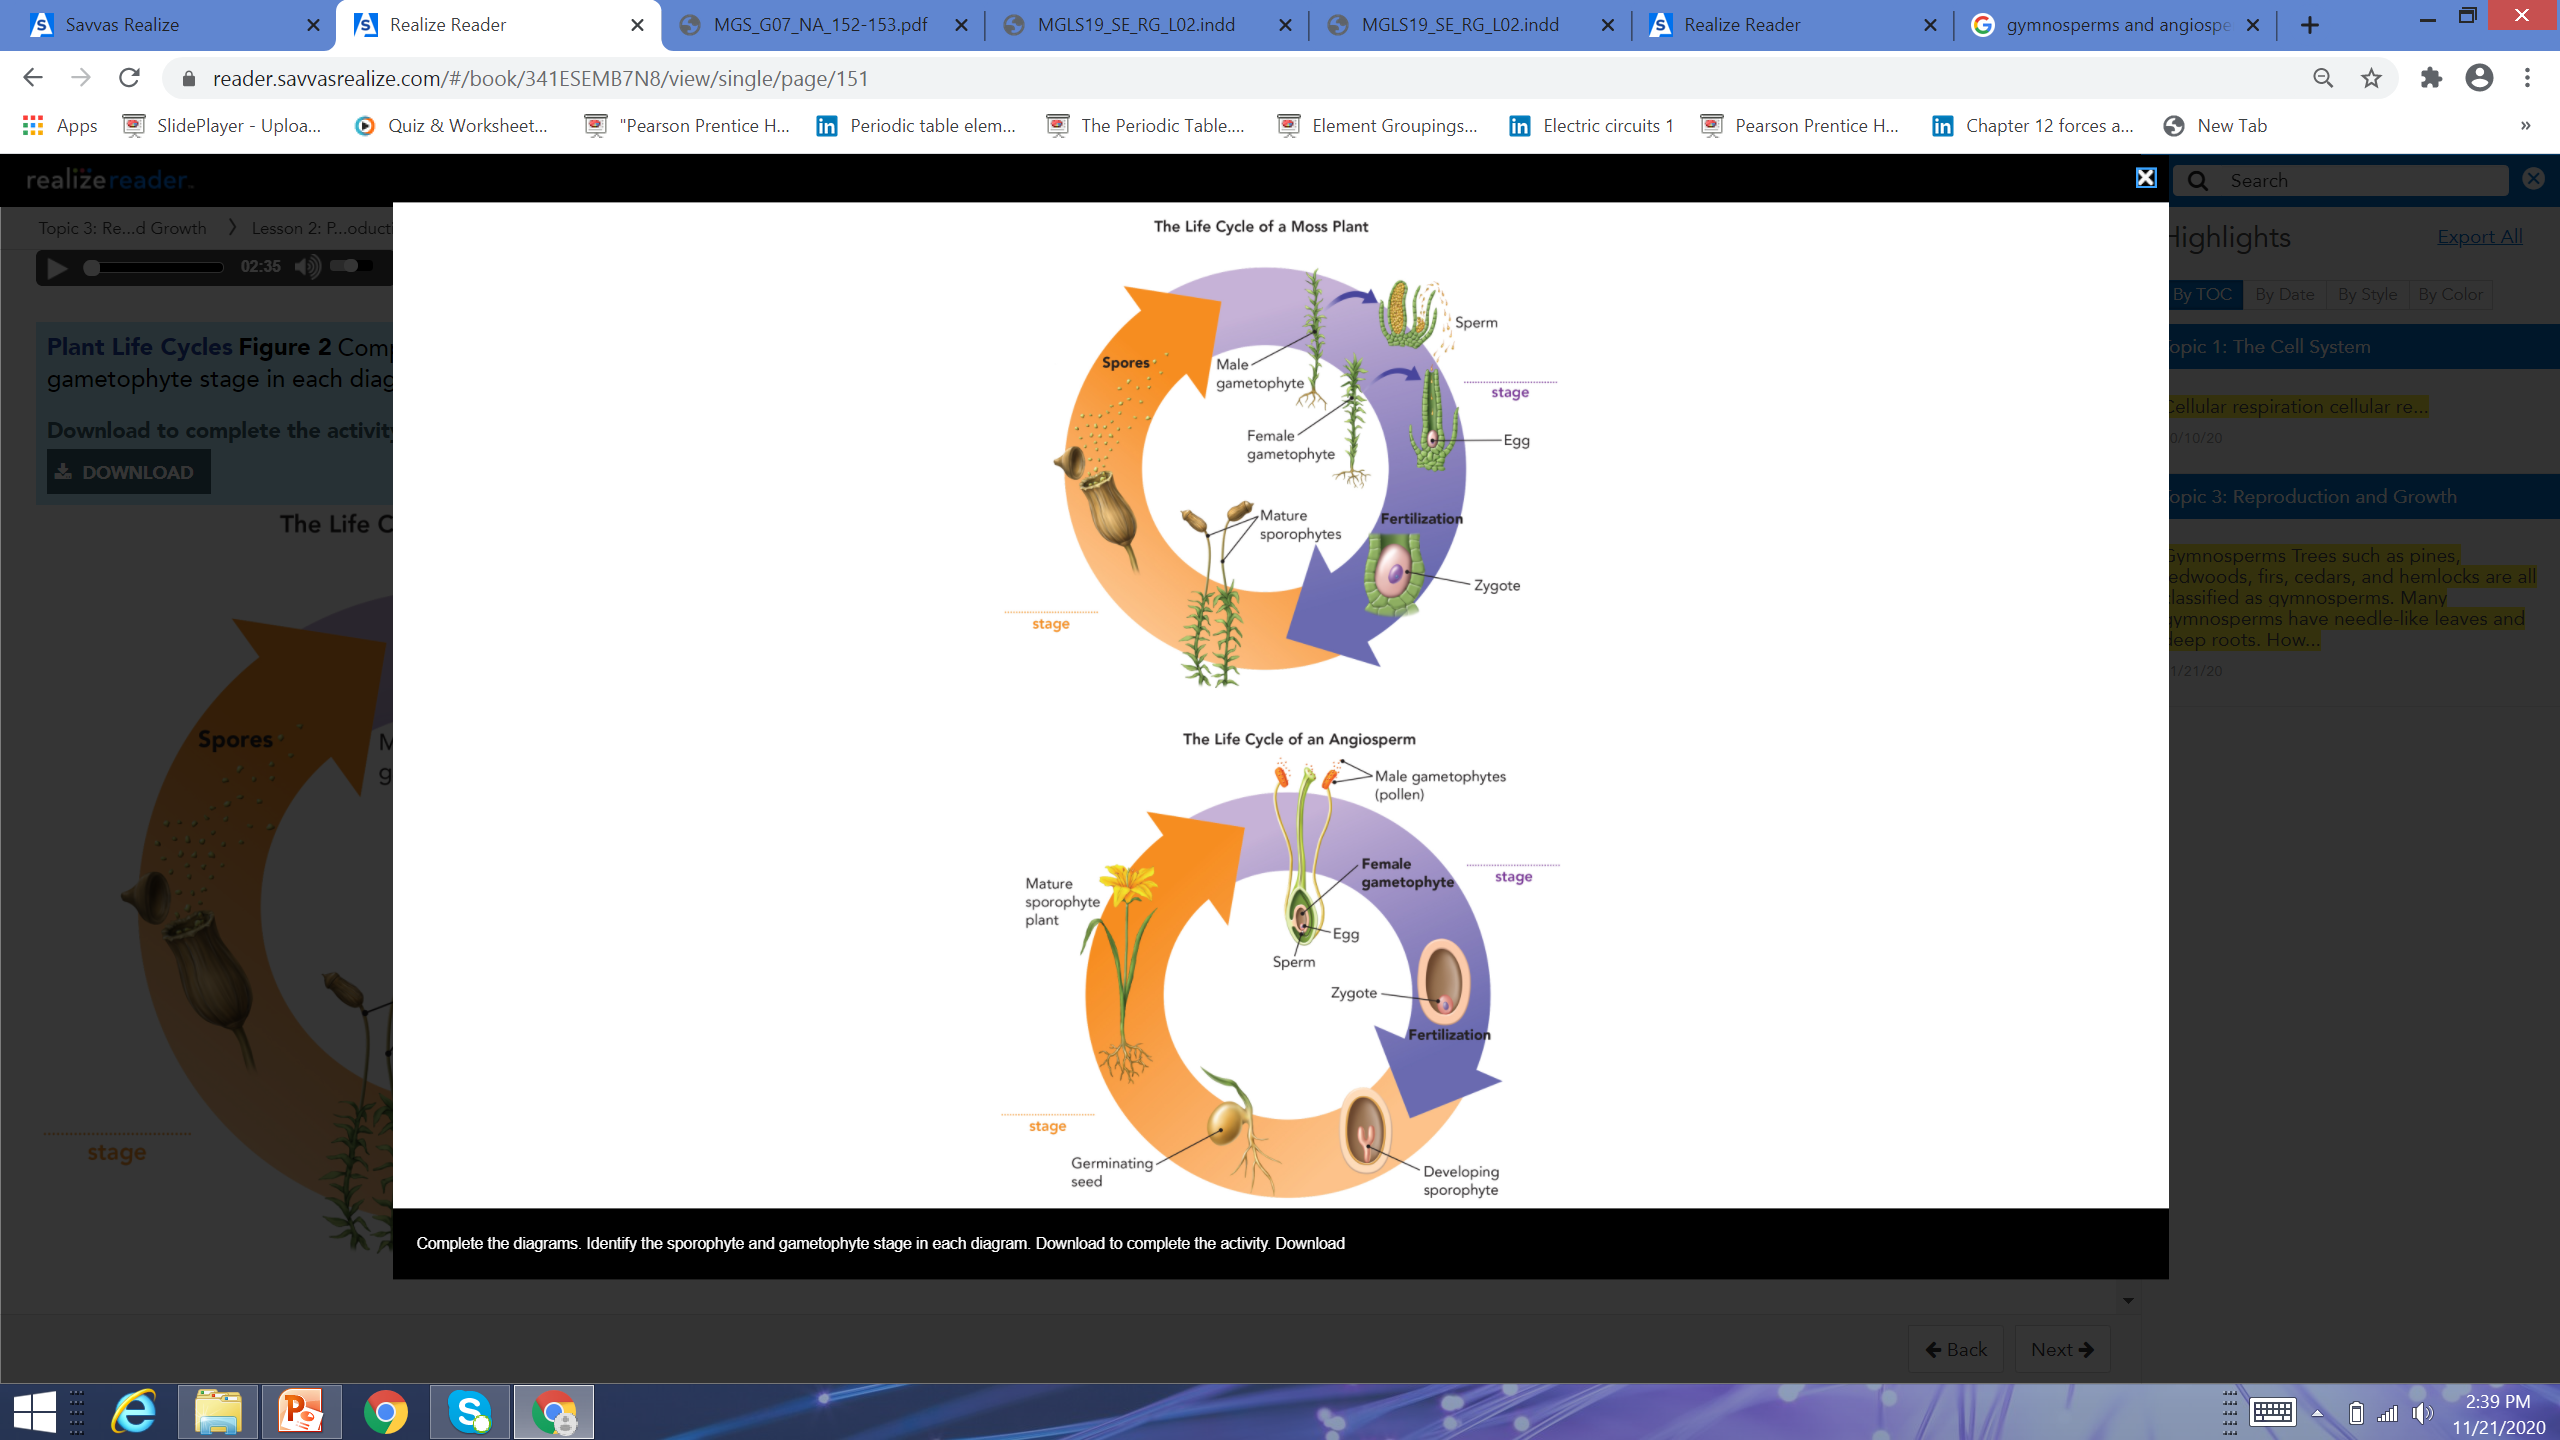 Savvas Realize
Realize Reader
MGS_G07_NA_152-153.pdf
MGLS19_SE_RG_L02.indd
MGLS19_SE_RG_L02.indd
Realize Reader
gymnosperms and angiospe
reader.savvasrealize.com/#/book/341ESEMB7N8/view/single/page/151
Apps
SlidePlayer - Uploa...
Quiz & Worksheet...
"Pearson Prentice H...
Periodic table elem...
The Periodic Table....
Element Groupings...
Electric circuits 1
Pearson Prentice H...
Chapter 12 forces a...
New Tab
»
realize reader
Search
Topic 3: Re...d Growth
Lesson 2: P...oducti
02:35
Highlights
Export All
By TOC
By Date
By Style
By Color
opic 1: The Cell System
Cellular respiration cellular re...
0/10/20
opic 3: Reproduction and Growth
Gymnosperms Trees such as pines,
edwoods, firs, cedars, and hemlocks are all
lassified as gymnosperms. Many
gymnosperms have needle-like leaves and
deep roots. How...
1/21/20
Plant Life Cycles Figure 2 Comp
gametophyte stage in each diag
Download to complete the activity
DOWNLOAD
The Life C
Spores
M
g
stage
The Life Cycle of a Moss Plant
Sperm
Spores
Male
gametophyte
stage
Female
gametophyte
Egg
Mature
sporophytes
Fertilization
Zygote
stage
The Life Cycle of an Angiosperm
Male gametophytes
(pollen)
Female
gametophyte
stage
Mature
sporophyte
plant
Egg
Sperm
Zygote
Fertilization
stage
Germinating
seed
Developing
sporophyte
Complete the diagrams. Identify the sporophyte and gametophyte stage in each diagram. Download to complete the activity. Download
Back
Next
2:39 PM
11/21/2020